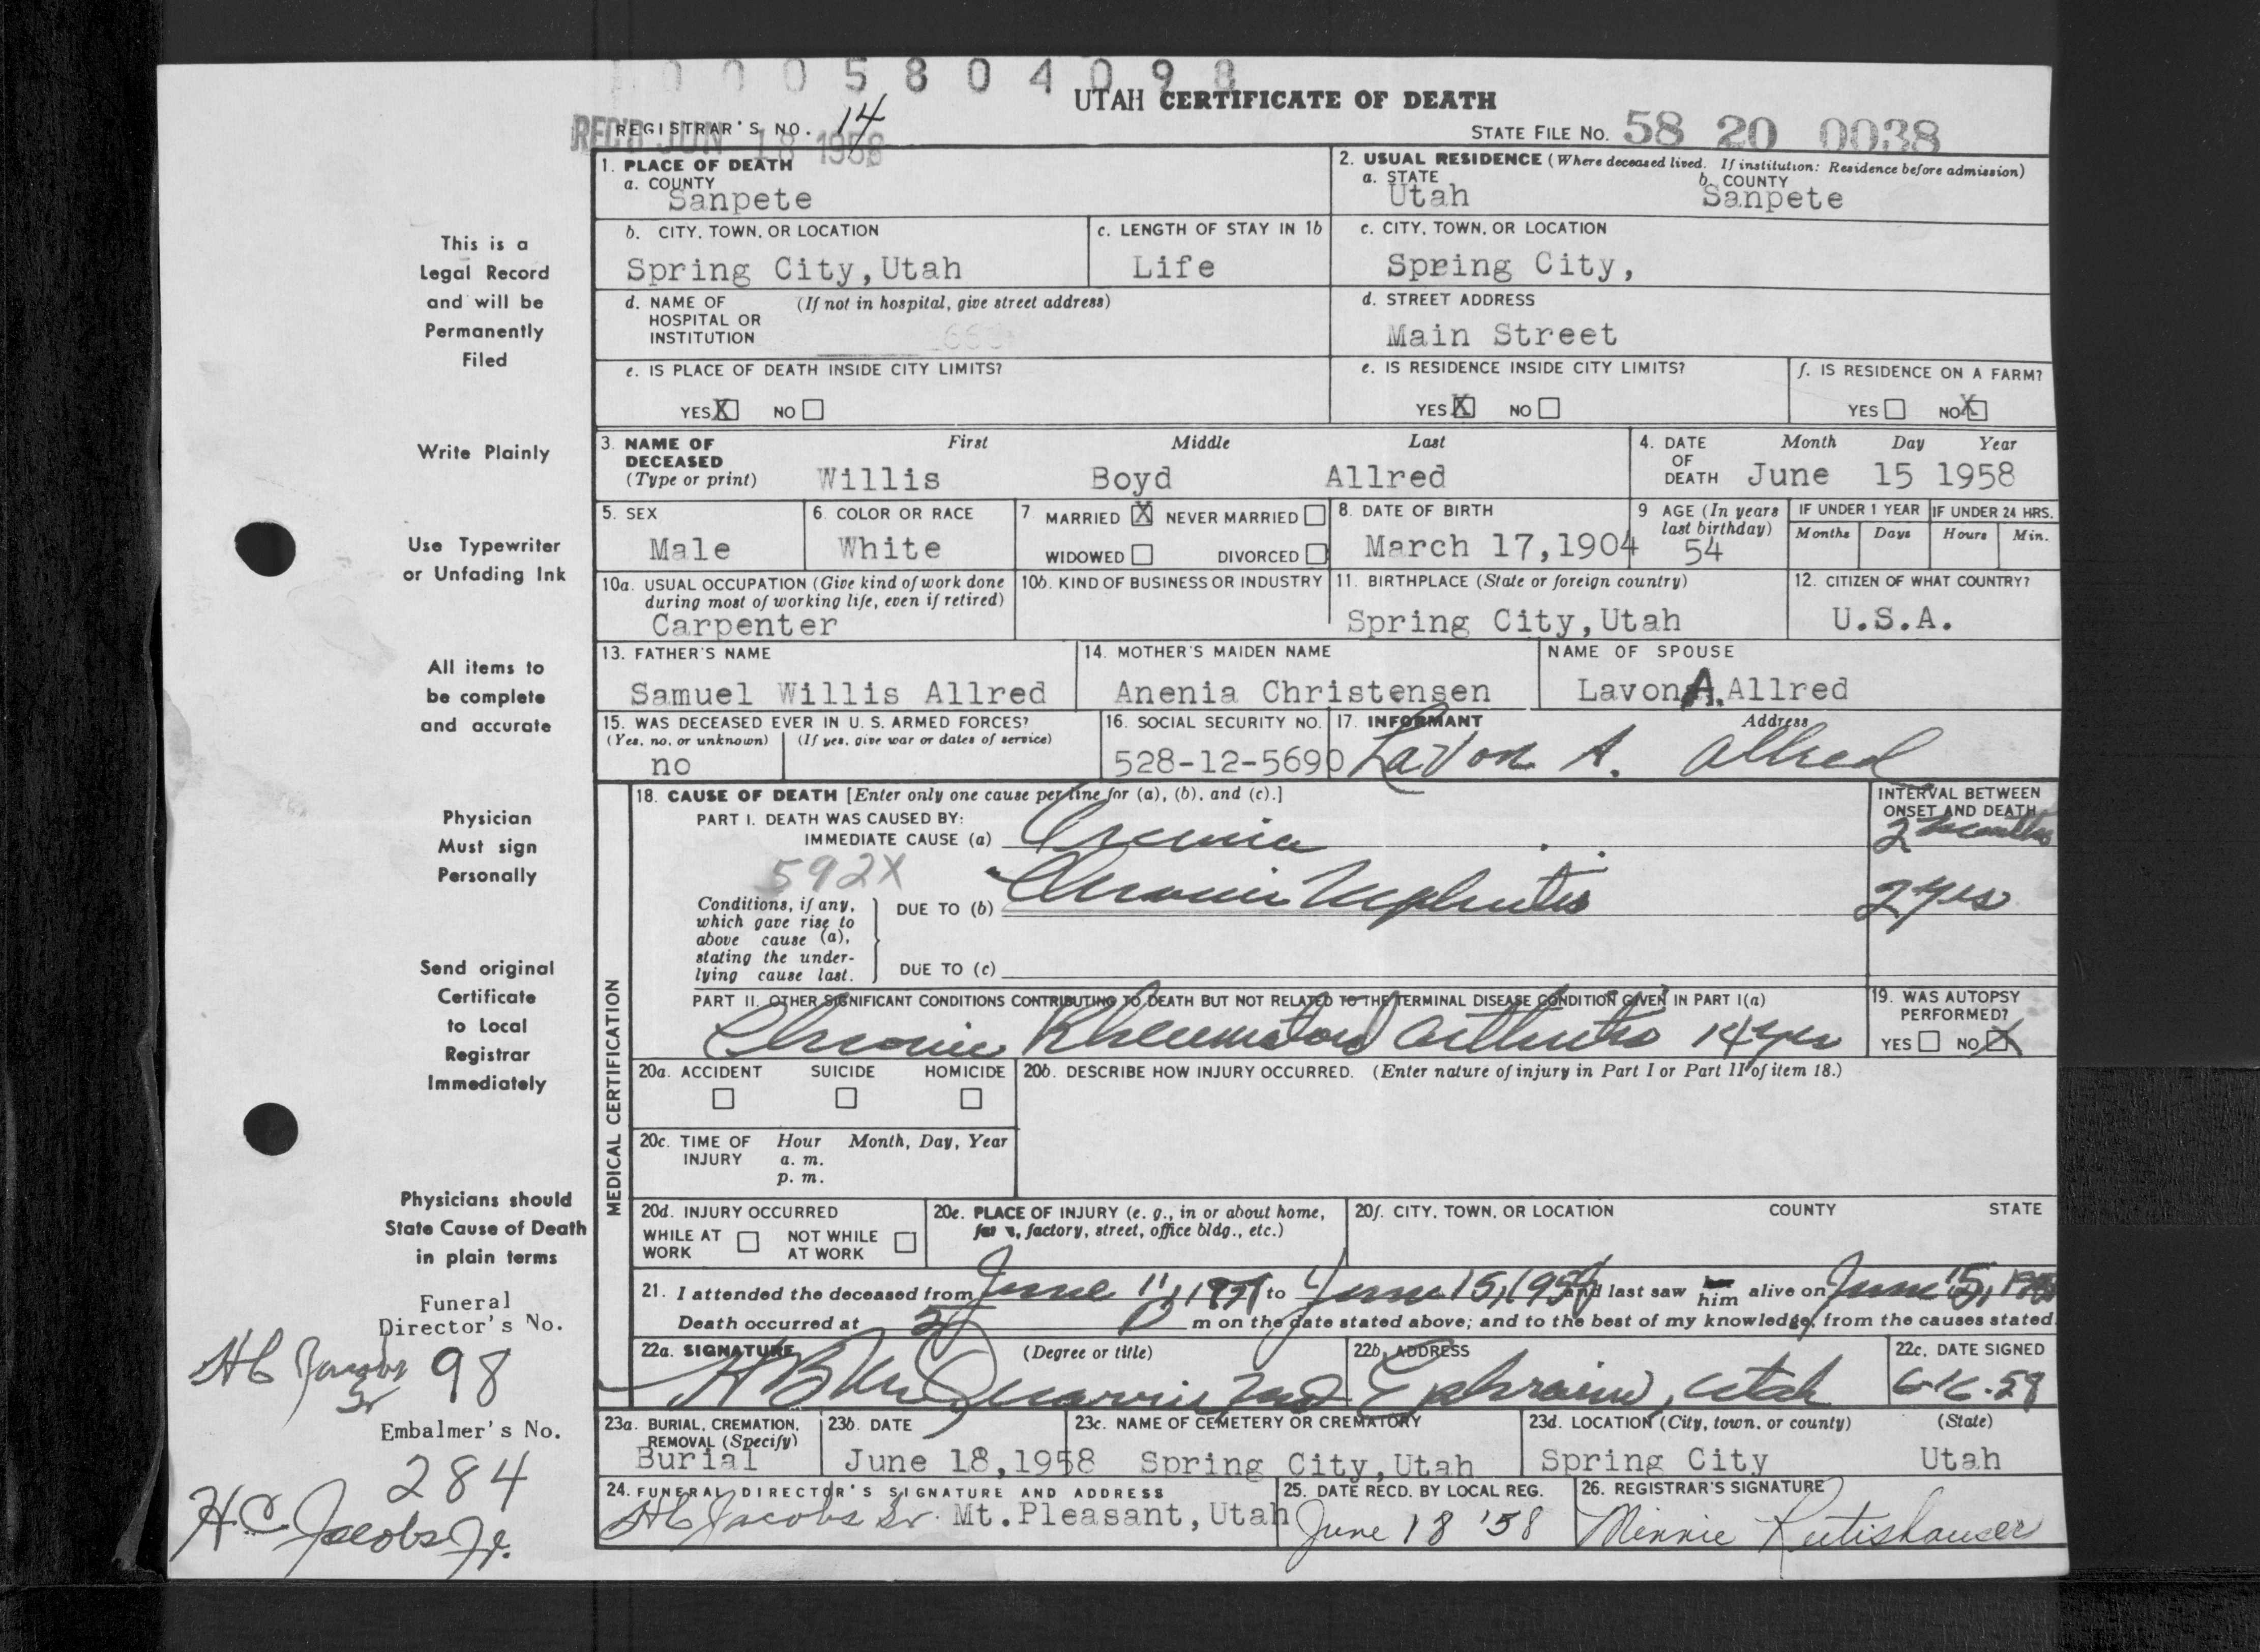 0 0 0 5 8 0 4 0 9 8
UTAH CERTIFICATE OF DEATH
REGISTRAR'S NO. 14
REC'D JUN 18 1958
STATE FILE NO. 58 20 0038
1. PLACE OF DEATH
a. COUNTY
Sanpete
2. USUAL RESIDENCE (Where deceased lived. If institution: Residence before admission)
a. STATE b. COUNTY
Utah Sanpete
b. CITY, TOWN, OR LOCATION c. LENGTH OF STAY IN 1b
Spring City, Utah Life
c. CITY, TOWN, OR LOCATION
Spring City,
d. NAME OF HOSPITAL OR INSTITUTION (If not in hospital, give street address)
d. STREET ADDRESS
Main Street
e. IS PLACE OF DEATH INSIDE CITY LIMITS?
YES X NO
e. IS RESIDENCE INSIDE CITY LIMITS?
YES X NO
f. IS RESIDENCE ON A FARM?
YES NO X
3. NAME OF DECEASED (Type or print) First Middle Last
Willis Boyd Allred
4. DATE OF DEATH Month Day Year
June 15 1958
5. SEX
Male
6. COLOR OR RACE
White
7. MARRIED X NEVER MARRIED
WIDOWED DIVORCED
8. DATE OF BIRTH
March 17, 1904
9 AGE (In years last birthday)
54
IF UNDER 1 YEAR IF UNDER 24 HRS.
Months Days Hours Min.
10a. USUAL OCCUPATION (Give kind of work done during most of working life, even if retired)
Carpenter
10b. KIND OF BUSINESS OR INDUSTRY
11. BIRTHPLACE (State or foreign country)
Spring City, Utah
12. CITIZEN OF WHAT COUNTRY?
U.S.A.
13. FATHER'S NAME
Samuel Willis Allred
14. MOTHER'S MAIDEN NAME
Anenia Christensen
NAME OF SPOUSE
Lavon A. Allred
15. WAS DECEASED EVER IN U. S. ARMED FORCES?
(Yes, no, or unknown) (If yes, give war or dates of service)
no
16. SOCIAL SECURITY NO.
528-12-5690
17. INFORMANT Address
LaVon A. Allred
MEDICAL CERTIFICATION
18. CAUSE OF DEATH [Enter only one cause per line for (a), (b), and (c).]
INTERVAL BETWEEN ONSET AND DEATH
PART I. DEATH WAS CAUSED BY:
IMMEDIATE CAUSE (a) Uremia 2 months
592X
Conditions, if any, which gave rise to above cause (a), stating the underlying cause last.
DUE TO (b) Chronic Nephritis 2 yrs
DUE TO (c)
PART II. OTHER SIGNIFICANT CONDITIONS CONTRIBUTING TO DEATH BUT NOT RELATED TO THE TERMINAL DISEASE CONDITION GIVEN IN PART I(a)
Chronic Rheumatoid Arthritis 14 yrs
19. WAS AUTOPSY PERFORMED?
YES NO X
20a. ACCIDENT SUICIDE HOMICIDE
20b. DESCRIBE HOW INJURY OCCURRED. (Enter nature of injury in Part I or Part II of item 18.)
20c. TIME OF INJURY Hour Month, Day, Year
a. m.
p. m.
20d. INJURY OCCURRED
WHILE AT WORK NOT WHILE AT WORK
20e. PLACE OF INJURY (e. g., in or about home, farm, factory, street, office bldg., etc.)
20f. CITY, TOWN, OR LOCATION COUNTY STATE
21. I attended the deceased from June to June 15, and last saw him alive on June 15,
Death occurred at 5 P m on the date stated above; and to the best of my knowledge, from the causes stated.
22a. SIGNATURE (Degree or title)
22b. ADDRESS
Ephraim, Utah
22c. DATE SIGNED
23a. BURIAL, CREMATION, REMOVAL (Specify)
Burial
23b. DATE
June 18, 1958
23c. NAME OF CEMETERY OR CREMATORY
Spring City, Utah
23d. LOCATION (City, town, or county) (State)
Spring City Utah
24. FUNERAL DIRECTOR'S SIGNATURE AND ADDRESS
HC Jacobs Sr. Mt. Pleasant, Utah
25. DATE RECD. BY LOCAL REG.
June 18 '58
26. REGISTRAR'S SIGNATURE
Minnie Rutishauser
This is a
Legal Record
and will be
Permanently
Filed
Write Plainly
Use Typewriter
or Unfading Ink
All items to
be complete
and accurate
Physician
Must sign
Personally
Send original
Certificate
to Local
Registrar
Immediately
Physicians should
State Cause of Death
in plain terms
Funeral
Director's No.
HC Jacobs Sr 98
Embalmer's No.
284
H.C. Jacobs Jr.